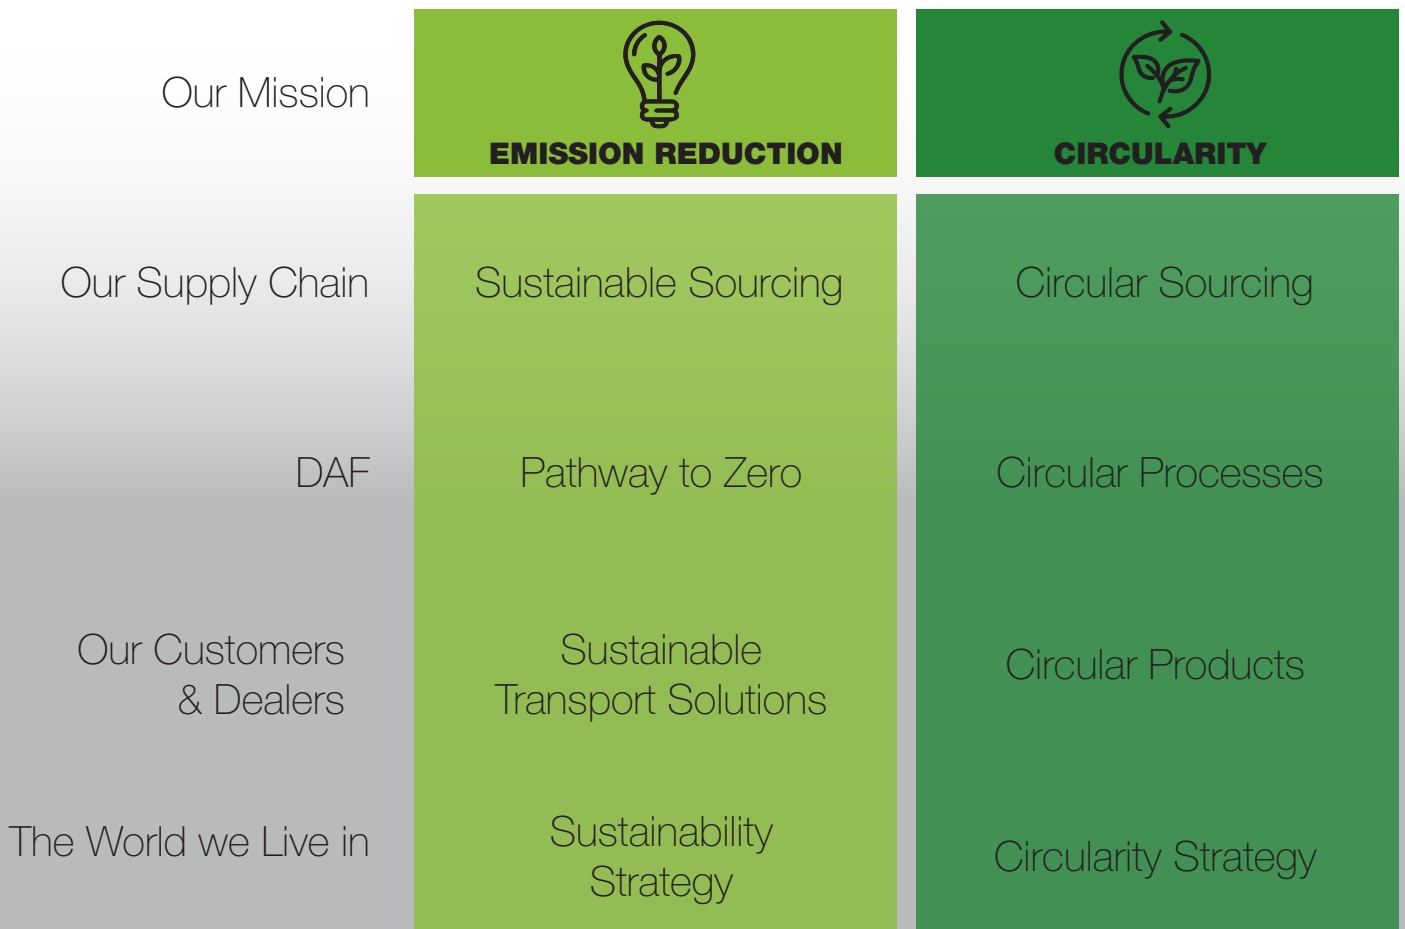 Our Mission
EMISSION REDUCTION
CIRCULARITY
Our Supply Chain
Sustainable Sourcing
Circular Sourcing
DAF
Pathway to Zero
Circular Processes
Our Customers
& Dealers
Sustainable
Transport Solutions
Circular Products
The World we Live in
Sustainability
Strategy
Circularity Strategy